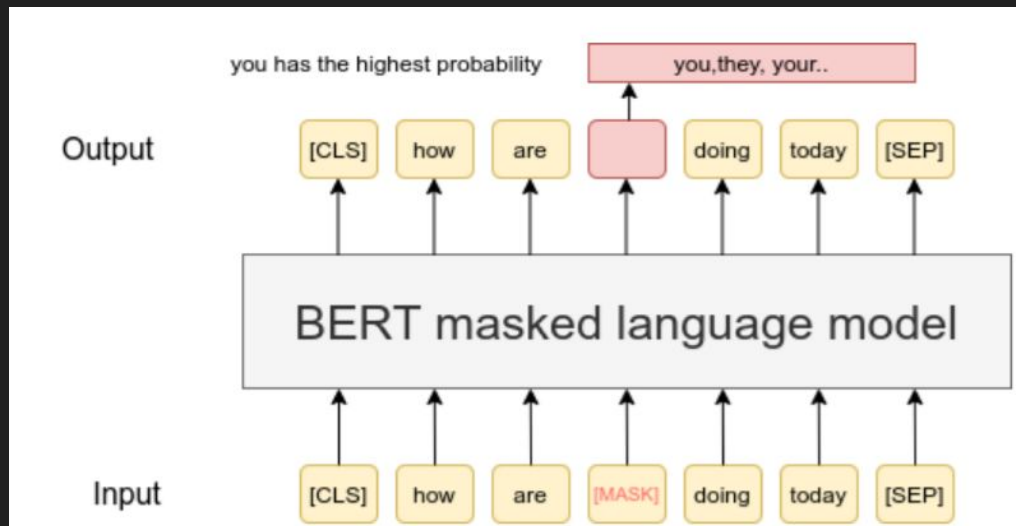 you has the highest probability
you,they, your..
Output
[CLS] how are doing today [SEP]
BERT masked language model
Input
[CLS] how are [MASK] doing today [SEP]